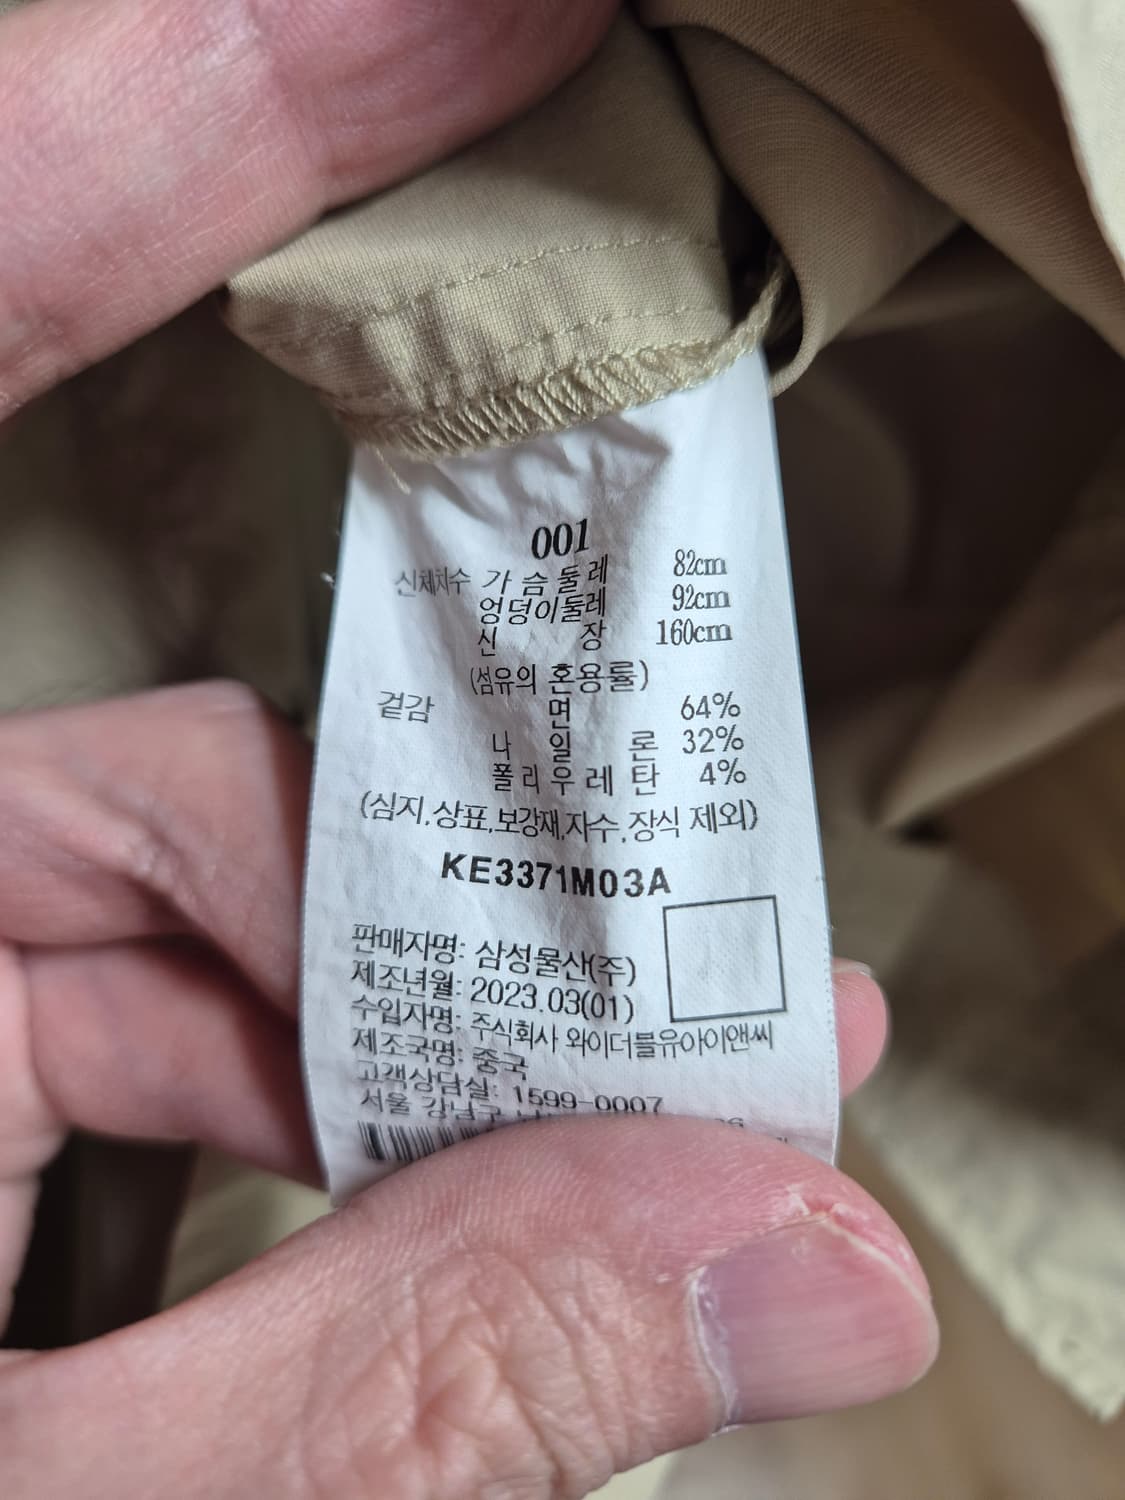 001
신체치수 가슴둘레 82cm
엉덩이둘레 92cm
신장 160cm
(섬유의 혼용률)
겉감 면 64%
나일론 32%
폴리우레탄 4%
(심지,상표,보강재,자수,장식 제외)
KE3371M03A
판매자명: 삼성물산(주)
제조년월: 2023.03(01)
수입자명: 주식회사 와이더블유아이앤씨
제조국명: 중국
고객상담실: 1599-0007
서울 강남구